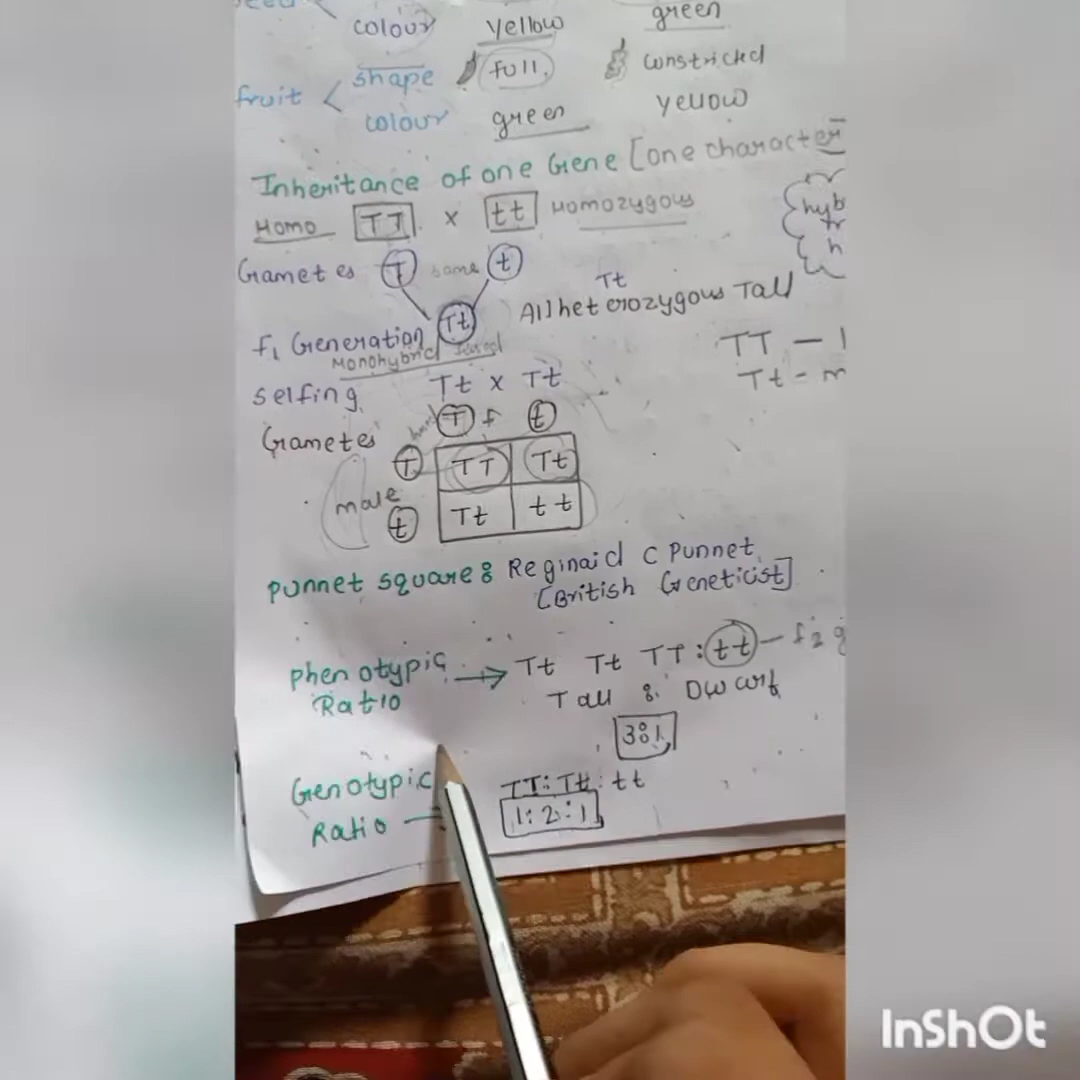 colour yellow green
fruit < shape full constricted
colour green yellow
Inheritance of one Gene [one character
Homo TT x tt Homozygous
Gametes T same t
Tt
f1 Generation Tt All heterozygous Tall
Monohybrid
TT - 1
selfing Tt x Tt
Tt -
Gametes T f t
T TT Tt
male
t Tt tt
punnet square: Reginald C Punnet
[British Geneticist]
phenotypic → Tt Tt TT : tt - f2 g
Ratio Tall : Dwarf
3:1
Genotypic TT: Tt: tt
Ratio 1:2:1
InShOt